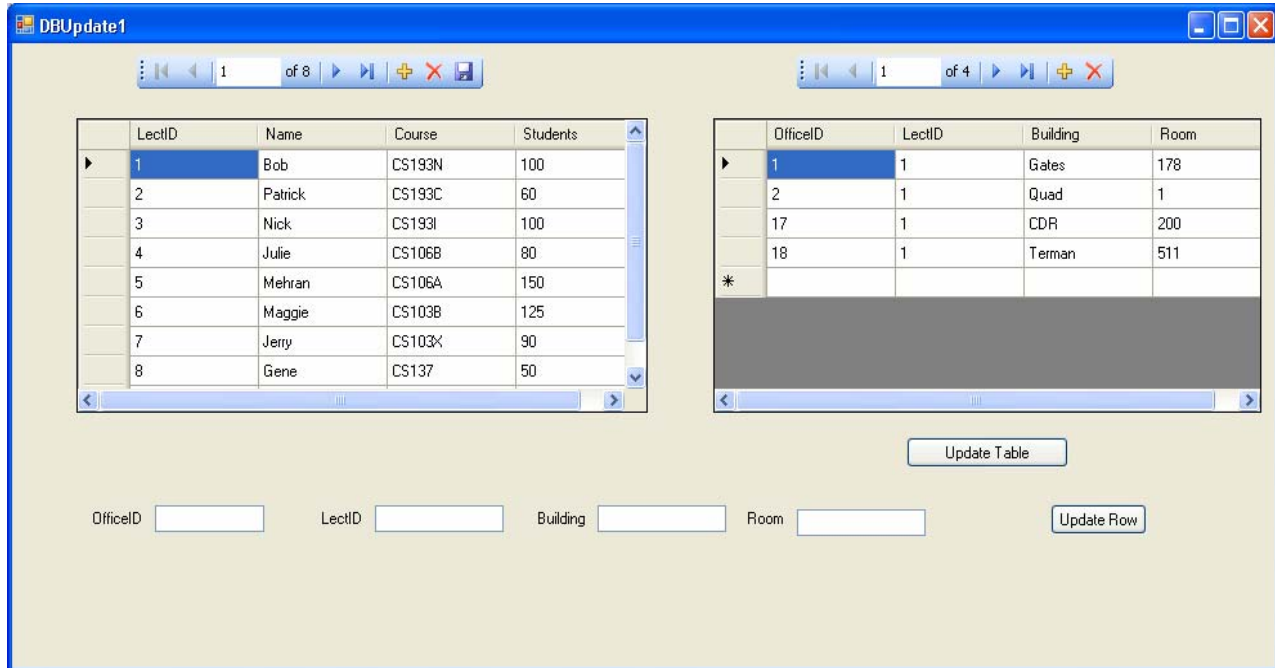 DBUpdate1
1 of 8
1 of 4
LectID Name Course Students
1 Bob CS193N 100
2 Patrick CS193C 60
3 Nick CS193I 100
4 Julie CS106B 80
5 Mehran CS106A 150
6 Maggie CS103B 125
7 Jerry CS103X 90
8 Gene CS137 50
OfficeID LectID Building Room
1 1 Gates 178
2 1 Quad 1
17 1 CDR 200
18 1 Terman 511
Update Table
OfficeID LectID Building Room Update Row